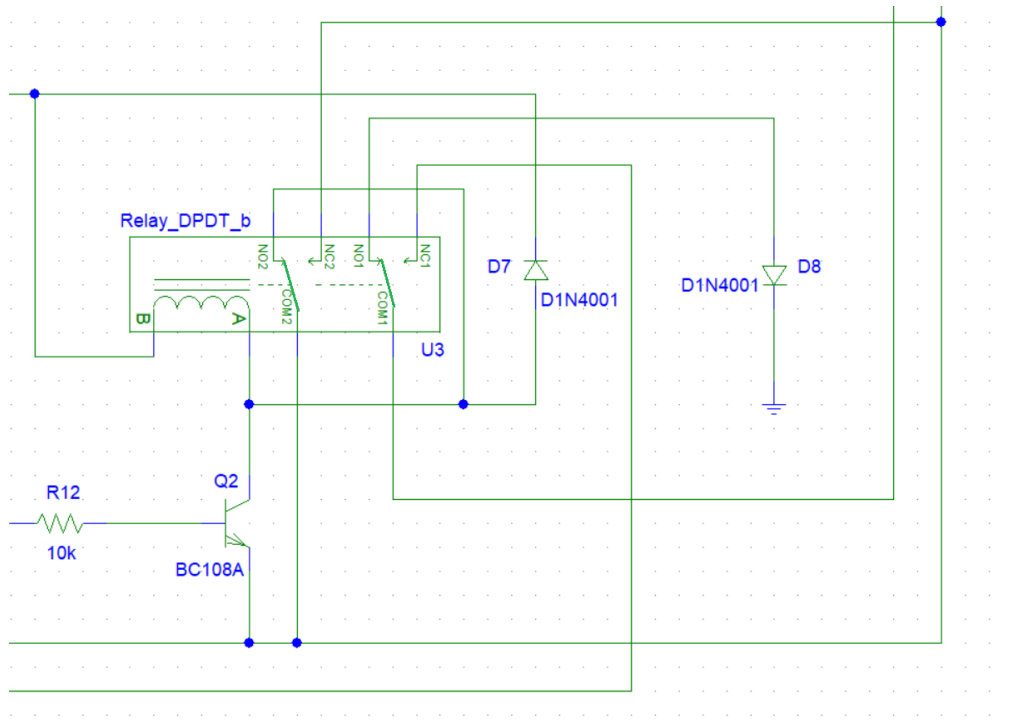 Relay_DPDT_b
NO2
NC2
NO1
NC1
COM2
COM1
B
A
U3
D7
D1N4001
D8
D1N4001
R12
10k
Q2
BC108A